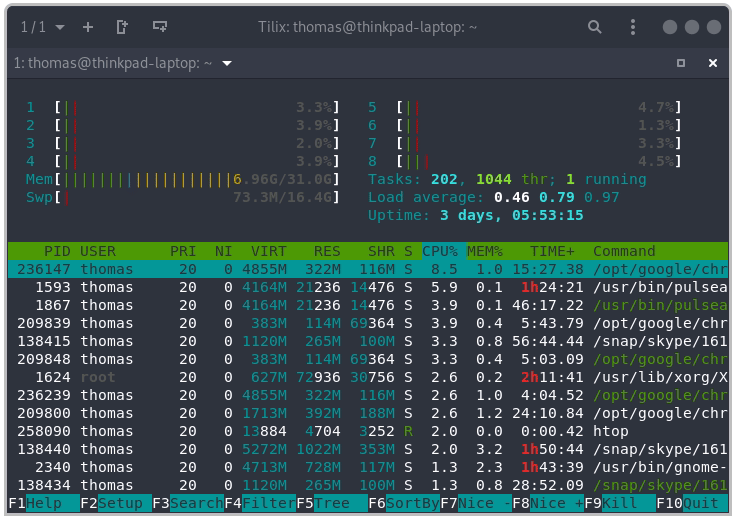 1 / 1 Tilix: thomas@thinkpad-laptop: ~
1: thomas@thinkpad-laptop: ~
1 [|| 3.3%] 5 [|| 4.7%]
2 [|| 3.9%] 6 [|| 1.3%]
3 [|| 2.0%] 7 [|| 3.3%]
4 [|| 3.9%] 8 [||| 4.5%]
Mem[|||||||||||||||||||6.96G/31.0G] Tasks: 202, 1044 thr; 1 running
Swp[| 73.3M/16.4G] Load average: 0.46 0.79 0.97
Uptime: 3 days, 05:53:15
PID USER PRI NI VIRT RES SHR S CPU% MEM% TIME+ Command
236147 thomas 20 0 4855M 322M 116M S 8.5 1.0 15:27.38 /opt/google/chr
1593 thomas 20 0 4164M 21236 14476 S 5.9 0.1 1h24:21 /usr/bin/pulsea
1867 thomas 20 0 4164M 21236 14476 S 3.9 0.1 46:17.22 /usr/bin/pulsea
209839 thomas 20 0 383M 114M 69364 S 3.9 0.4 5:43.79 /opt/google/chr
138415 thomas 20 0 1120M 265M 100M S 3.3 0.8 56:44.44 /snap/skype/161
209848 thomas 20 0 383M 114M 69364 S 3.3 0.4 5:03.09 /opt/google/chr
1624 root 20 0 627M 72936 30756 S 2.6 0.2 2h11:41 /usr/lib/xorg/X
236239 thomas 20 0 4855M 322M 116M S 2.6 1.0 4:04.52 /opt/google/chr
209800 thomas 20 0 1713M 392M 188M S 2.6 1.2 24:10.84 /opt/google/chr
258090 thomas 20 0 13884 4704 3252 R 2.0 0.0 0:00.42 htop
138440 thomas 20 0 5272M 1022M 353M S 2.0 3.2 1h50:44 /snap/skype/161
2340 thomas 20 0 4713M 728M 117M S 1.3 2.3 1h43:39 /usr/bin/gnome-
138434 thomas 20 0 1120M 265M 100M S 1.3 0.8 28:52.09 /snap/skype/161
F1Help F2Setup F3SearchF4FilterF5Tree F6SortByF7Nice -F8Nice +F9Kill F10Quit